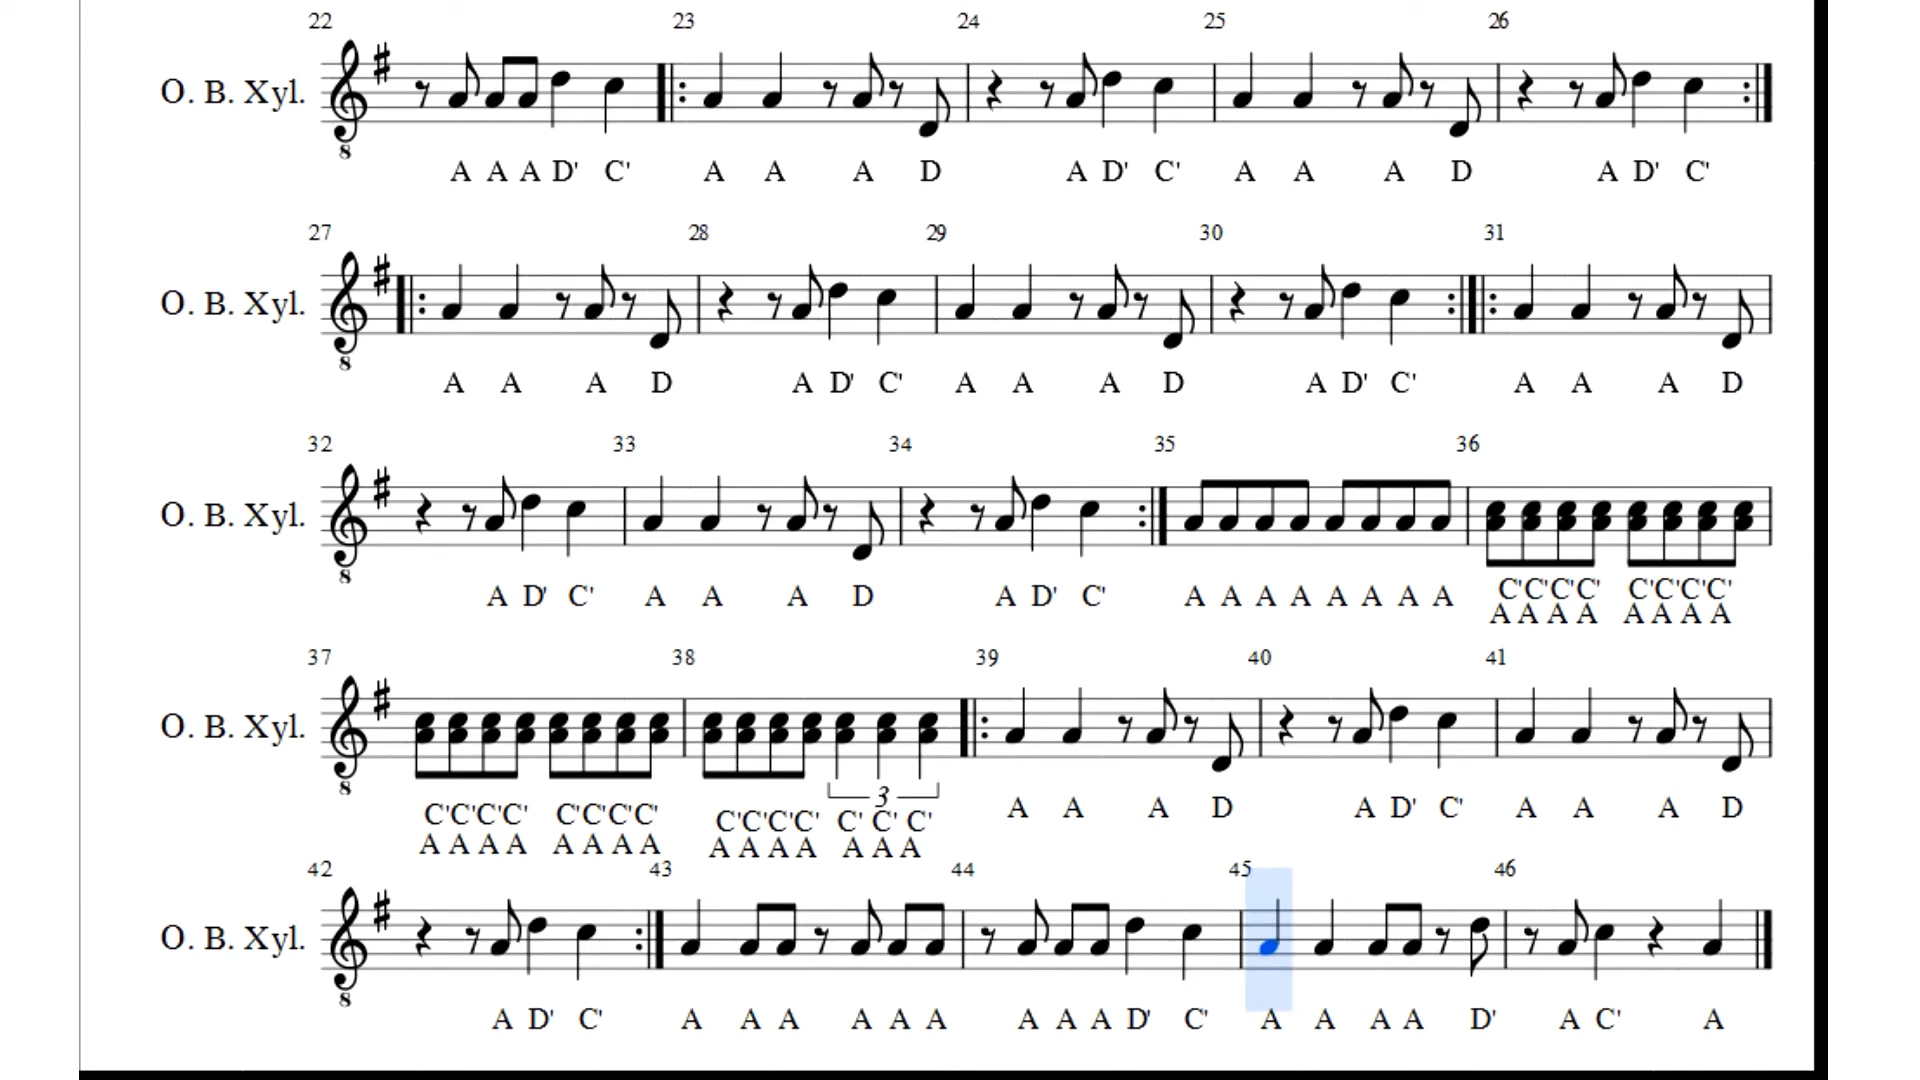 22 23 24 25 26
O. B. Xyl.
8
A A A D' C' A A A D A D' C' A A A D A D' C'
27 28 29 30 31
O. B. Xyl.
8
A A A D A D' C' A A A D A D' C' A A A D
32 33 34 35 36
O. B. Xyl.
8
A D' C' A A A D A D' C' A A A A A A A A C'C'C'C' C'C'C'C'
A A A A A A A A
37 38 39 40 41
O. B. Xyl.
8
3
C'C'C'C' C'C'C'C' C'C'C'C' C' C' C' A A A D A D' C' A A A D
A A A A A A A A A A A A A A A
42 43 44 45 46
O. B. Xyl.
8
A D' C' A A A A A A A A A D' C' A A A A D' A C' A